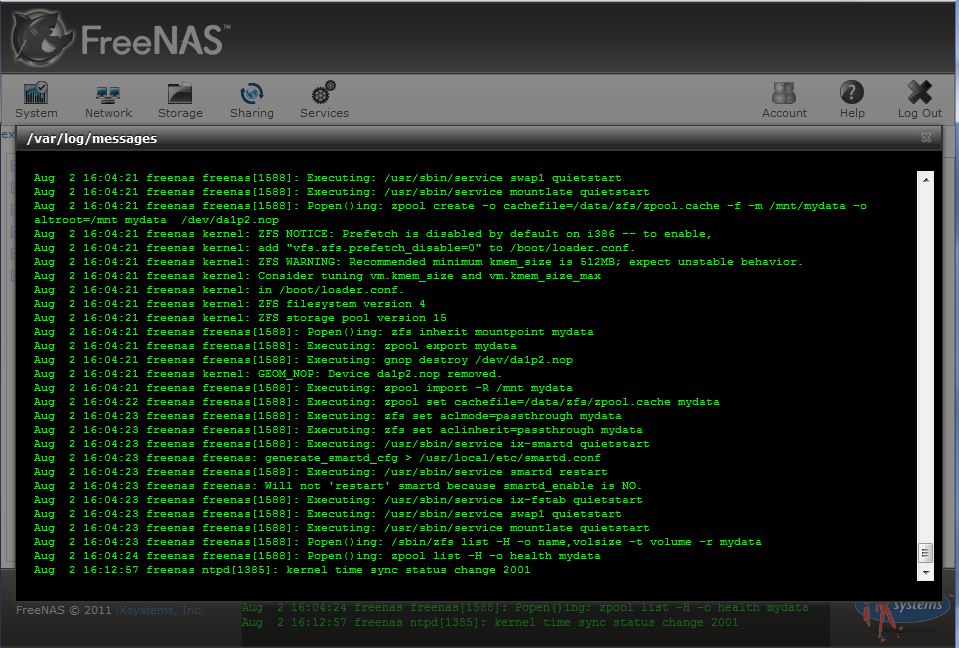 FreeNAS™
System Network Storage Sharing Services Account Help Log Out
ex
/var/log/messages
Aug  2 16:04:21 freenas freenas[1588]: Executing: /usr/sbin/service swap1 quietstart
Aug  2 16:04:21 freenas freenas[1588]: Executing: /usr/sbin/service mountlate quietstart
Aug  2 16:04:21 freenas freenas[1588]: Popen()ing: zpool create -o cachefile=/data/zfs/zpool.cache -f -m /mnt/mydata -o
altroot=/mnt mydata  /dev/da1p2.nop
Aug  2 16:04:21 freenas kernel: ZFS NOTICE: Prefetch is disabled by default on i386 -- to enable,
Aug  2 16:04:21 freenas kernel: add "vfs.zfs.prefetch_disable=0" to /boot/loader.conf.
Aug  2 16:04:21 freenas kernel: ZFS WARNING: Recommended minimum kmem_size is 512MB; expect unstable behavior.
Aug  2 16:04:21 freenas kernel: Consider tuning vm.kmem_size and vm.kmem_size_max
Aug  2 16:04:21 freenas kernel: in /boot/loader.conf.
Aug  2 16:04:21 freenas kernel: ZFS filesystem version 4
Aug  2 16:04:21 freenas kernel: ZFS storage pool version 15
Aug  2 16:04:21 freenas freenas[1588]: Popen()ing: zfs inherit mountpoint mydata
Aug  2 16:04:21 freenas freenas[1588]: Executing: zpool export mydata
Aug  2 16:04:21 freenas freenas[1588]: Executing: gnop destroy /dev/da1p2.nop
Aug  2 16:04:21 freenas kernel: GEOM_NOP: Device da1p2.nop removed.
Aug  2 16:04:21 freenas freenas[1588]: Executing: zpool import -R /mnt mydata
Aug  2 16:04:22 freenas freenas[1588]: Executing: zpool set cachefile=/data/zfs/zpool.cache mydata
Aug  2 16:04:23 freenas freenas[1588]: Executing: zfs set aclmode=passthrough mydata
Aug  2 16:04:23 freenas freenas[1588]: Executing: zfs set aclinherit=passthrough mydata
Aug  2 16:04:23 freenas freenas[1588]: Executing: /usr/sbin/service ix-smartd quietstart
Aug  2 16:04:23 freenas freenas: generate_smartd_cfg > /usr/local/etc/smartd.conf
Aug  2 16:04:23 freenas freenas[1588]: Executing: /usr/sbin/service smartd restart
Aug  2 16:04:23 freenas freenas: Will not 'restart' smartd because smartd_enable is NO.
Aug  2 16:04:23 freenas freenas[1588]: Executing: /usr/sbin/service ix-fstab quietstart
Aug  2 16:04:23 freenas freenas[1588]: Executing: /usr/sbin/service swap1 quietstart
Aug  2 16:04:23 freenas freenas[1588]: Executing: /usr/sbin/service mountlate quietstart
Aug  2 16:04:23 freenas freenas[1588]: Popen()ing: /sbin/zfs list -H -o name,volsize -t volume -r mydata
Aug  2 16:04:24 freenas freenas[1588]: Popen()ing: zpool list -H -o health mydata
Aug  2 16:12:57 freenas ntpd[1385]: kernel time sync status change 2001
FreeNAS © 2011 iXsystems, Inc.
Aug  2 16:04:24 freenas freenas[1588]: Popen()ing: zpool list -H -o health mydata
Aug  2 16:12:57 freenas ntpd[1385]: kernel time sync status change 2001
iXsystems